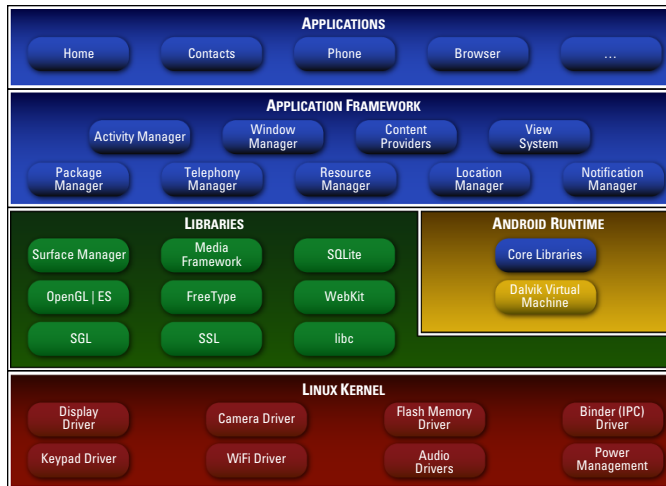 APPLICATIONS
Home
Contacts
Phone
Browser
...
APPLICATION FRAMEWORK
Activity Manager
Window
Manager
Content
Providers
View
System
Package
Manager
Telephony
Manager
Resource
Manager
Location
Manager
Notification
Manager
LIBRARIES
Surface Manager
Media
Framework
SQLite
OpenGL | ES
FreeType
WebKit
SGL
SSL
libc
ANDROID RUNTIME
Core Libraries
Dalvik Virtual
Machine
LINUX KERNEL
Display
Driver
Camera Driver
Flash Memory
Driver
Binder (IPC)
Driver
Keypad Driver
WiFi Driver
Audio
Drivers
Power
Management